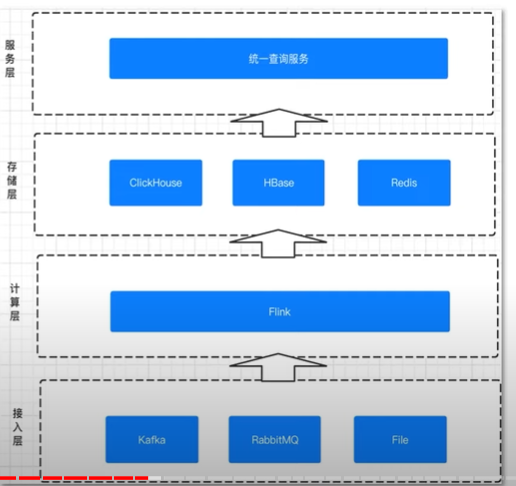 服务层
统一查询服务
存储层
ClickHouse
HBase
Redis
计算层
Flink
接入层
Kafka
RabbitMQ
File